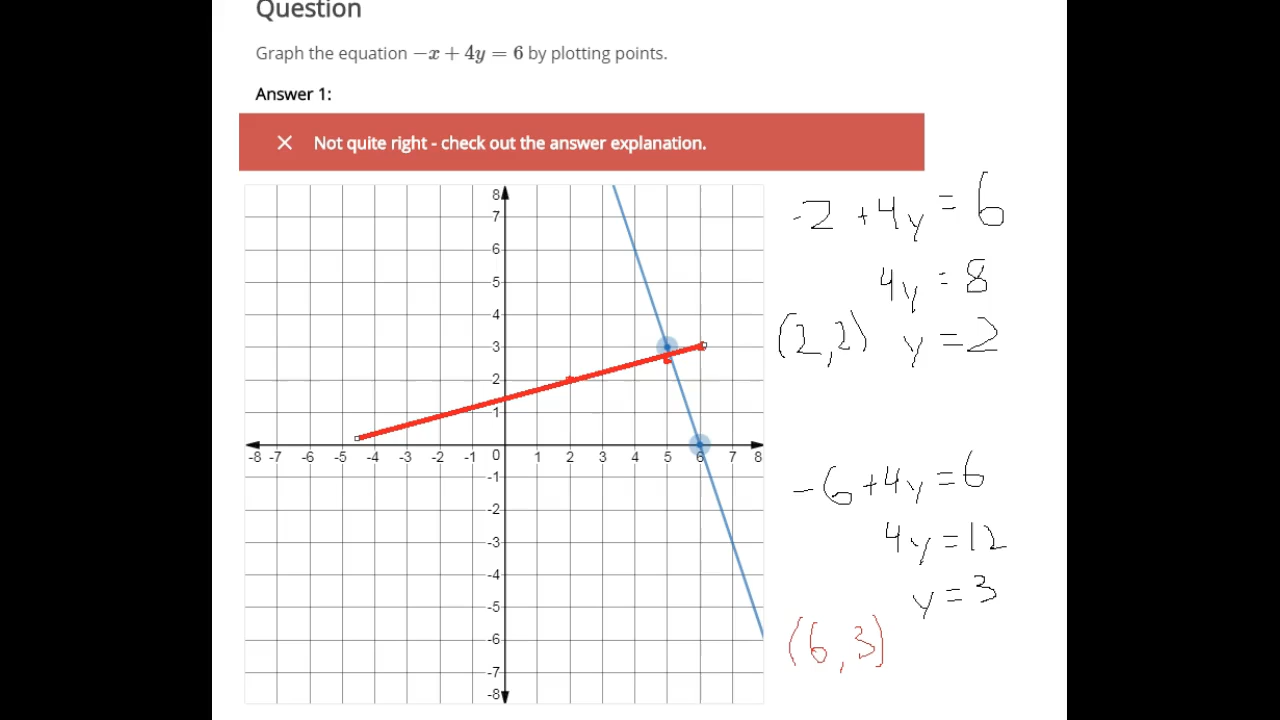 Question
Graph the equation −x + 4y = 6 by plotting points.
Answer 1:
Not quite right - check out the answer explanation.
8
7
6
5
4
3
2
1
-8 -7 -6 -5 -4 -3 -2 -1 0 1 2 3 4 5 6 7 8
-1
-2
-3
-4
-5
-6
-7
-8
-2 + 4y = 6
4y = 8
(2,2) y = 2
-6 + 4y = 6
4y = 12
y = 3
(6,3)